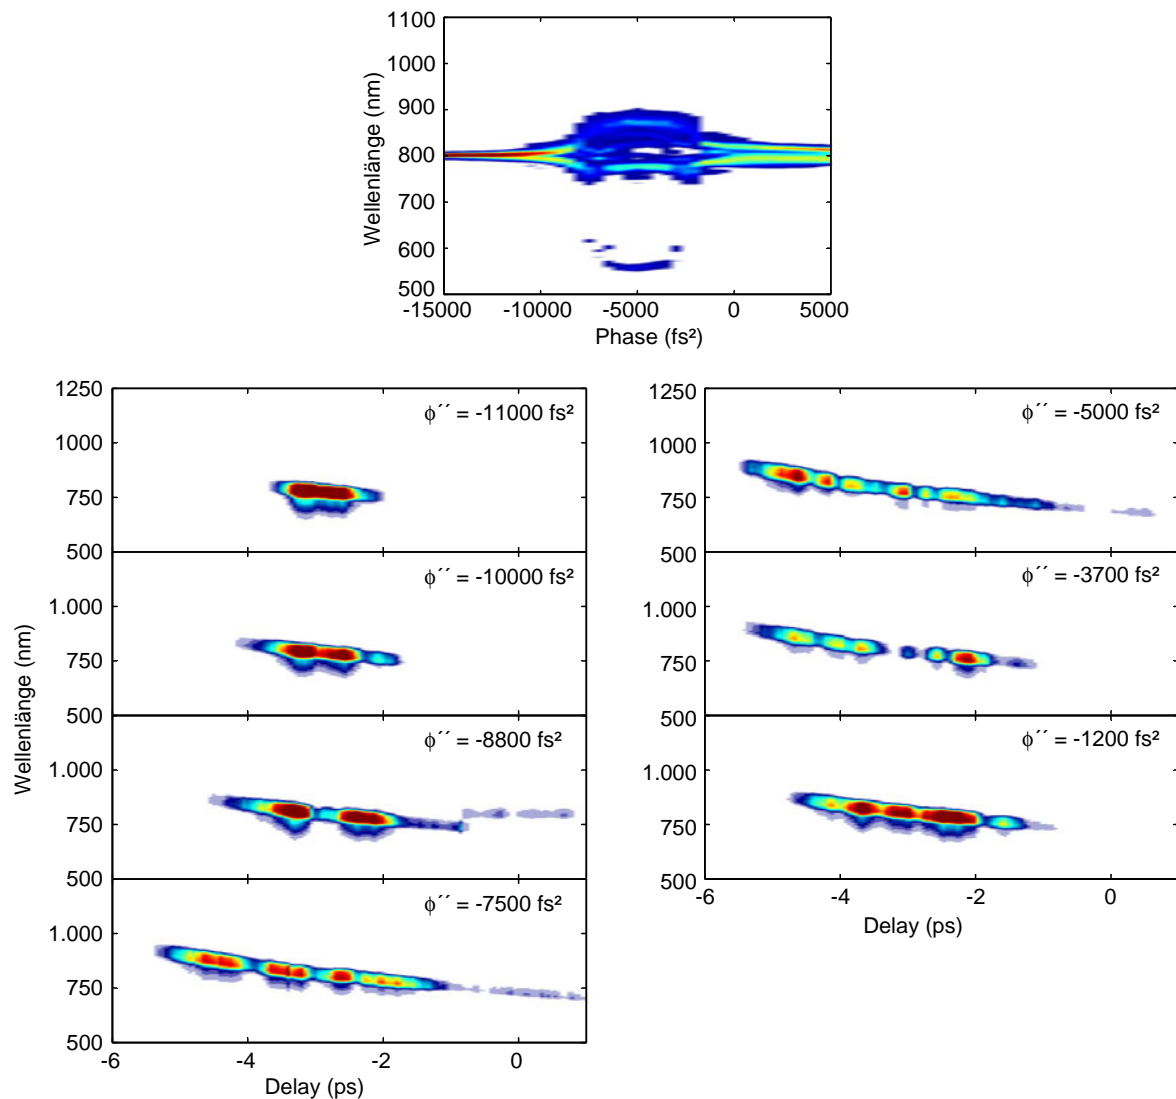 1100
1000
900
800
700
600
500
Wellenlänge (nm)
-15000 -10000 -5000 0 5000
Phase (fs²)
1250
1000
750
500
ϕ´´ = -11000 fs²
1.000
750
500
ϕ´´ = -10000 fs²
1.000
750
500
ϕ´´ = -8800 fs²
1.000
750
500
ϕ´´ = -7500 fs²
Wellenlänge (nm)
-6 -4 -2 0
Delay (ps)
1250
1000
750
500
ϕ´´ = -5000 fs²
1.000
750
500
ϕ´´ = -3700 fs²
1.000
750
500
ϕ´´ = -1200 fs²
-6 -4 -2 0
Delay (ps)